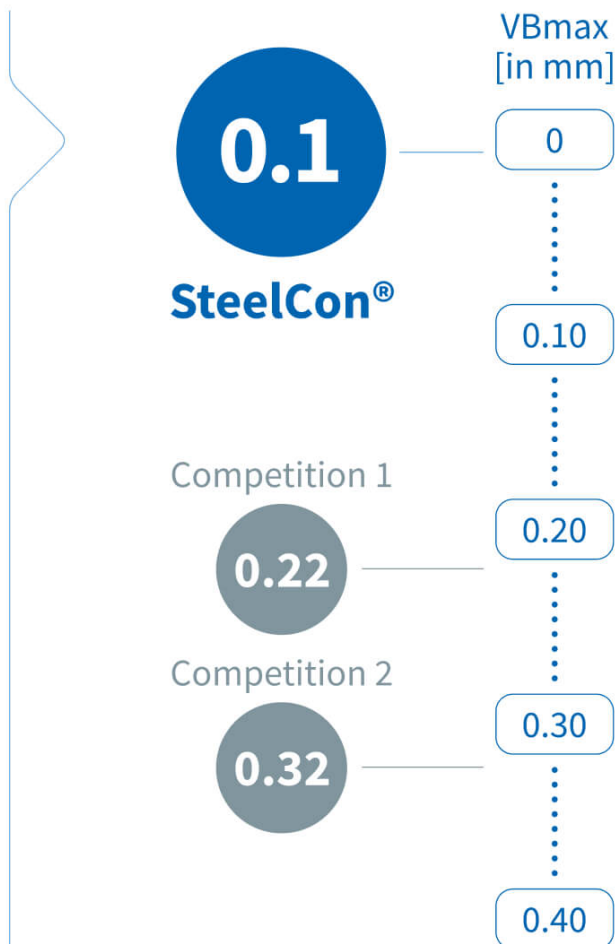 VBmax
[in mm]
0.1
0
SteelCon®
0.10
Competition 1
0.20
0.22
Competition 2
0.30
0.32
0.40